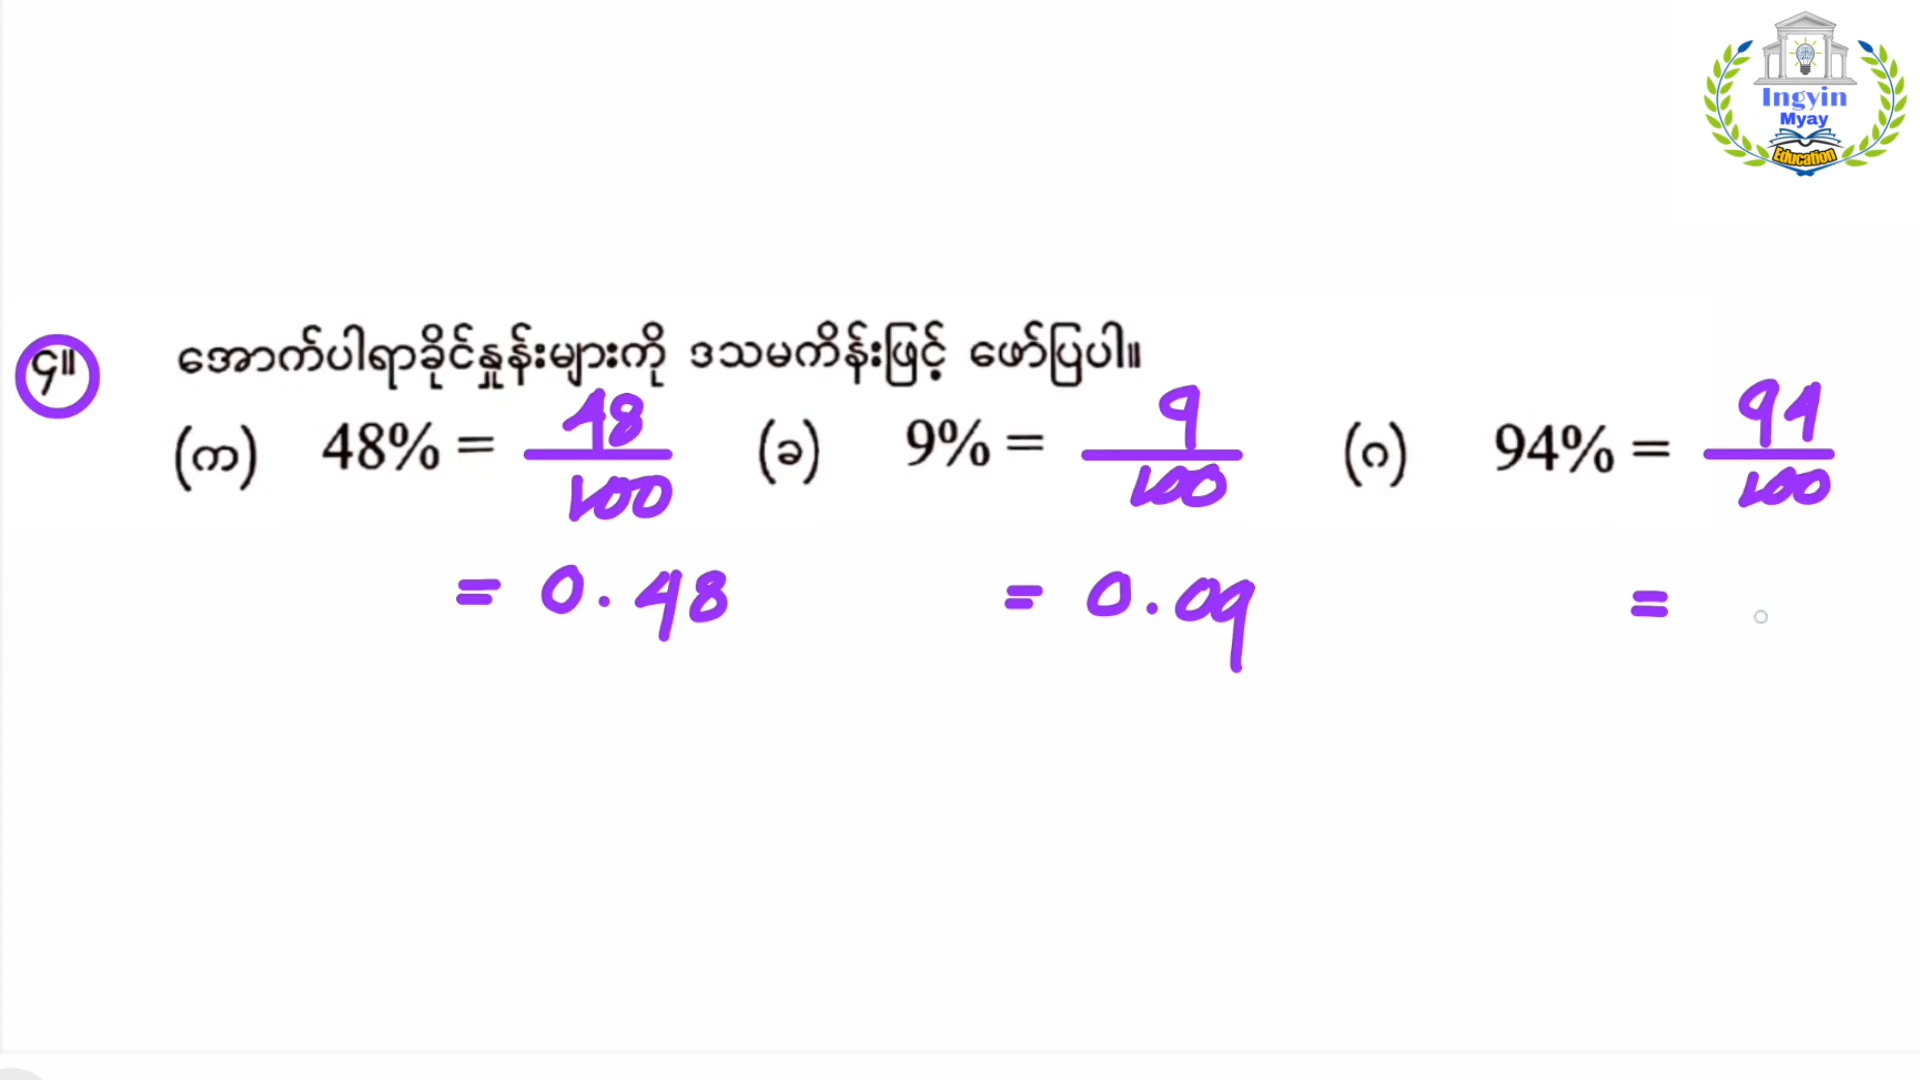 Ingyin
Myay
Education
၄။ အောက်ပါရာခိုင်နှုန်းများကို ဒသမကိန်းဖြင့် ဖော်ပြပါ။
(က) 48% = 48/100 (ခ) 9% = 9/100 (ဂ) 94% = 94/100
= 0.48 = 0.09 =